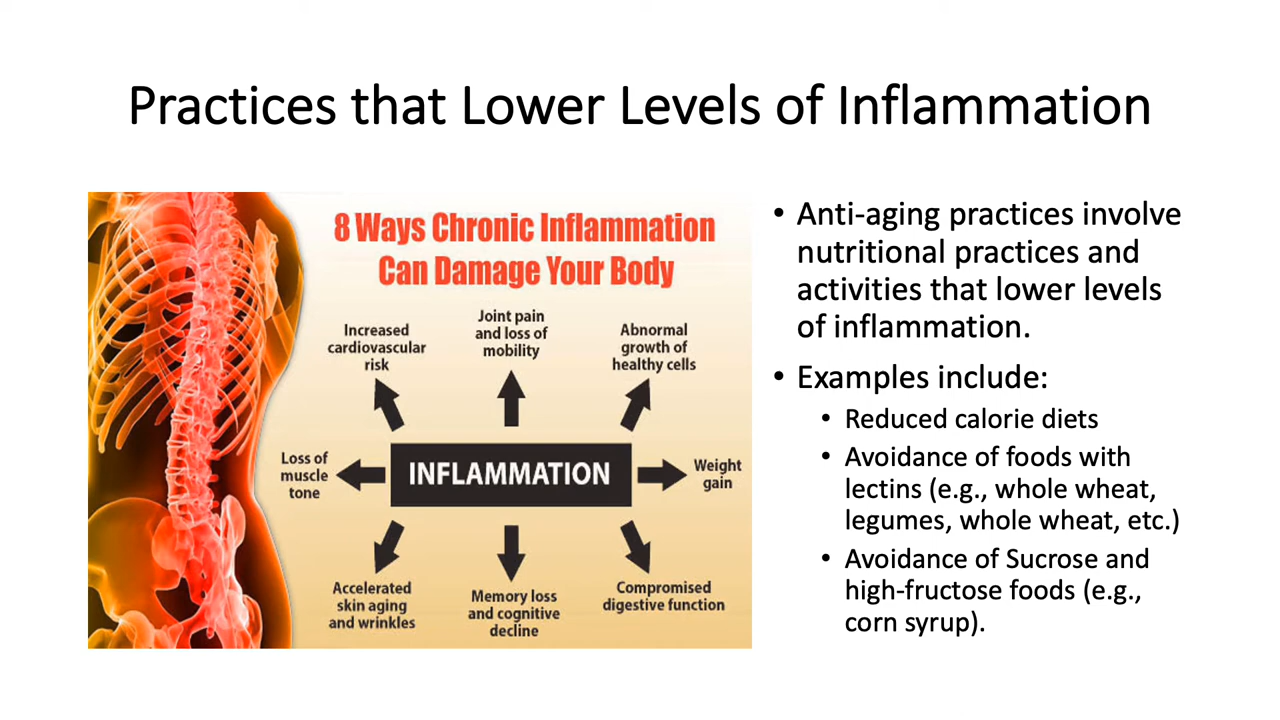 Practices that Lower Levels of Inflammation
8 Ways Chronic Inflammation
Can Damage Your Body
Increased
cardiovascular
risk
Joint pain
and loss of
mobility
Abnormal
growth of
healthy cells
Loss of
muscle
tone
INFLAMMATION
Weight
gain
Accelerated
skin aging
and wrinkles
Memory loss
and cognitive
decline
Compromised
digestive function
• Anti-aging practices involve
nutritional practices and
activities that lower levels
of inflammation.
• Examples include:
• Reduced calorie diets
• Avoidance of foods with
lectins (e.g., whole wheat,
legumes, whole wheat, etc.)
• Avoidance of Sucrose and
high-fructose foods (e.g.,
corn syrup).